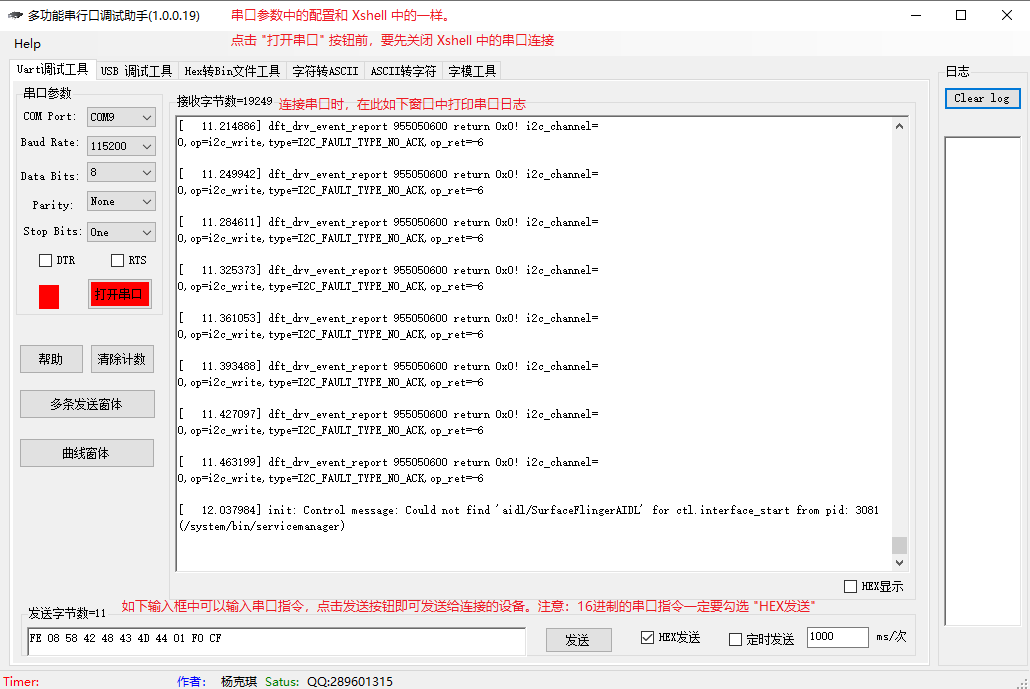 多功能串行口调试助手(1.0.0.19)
串口参数中的配置和 Xshell 中的一样。
Help
点击 "打开串口" 按钮前，要先关闭 Xshell 中的串口连接
Uart调试工具 USB 调试工具 Hex转Bin文件工具 字符转ASCII ASCII转字符 字模工具
日志
Clear log
串口参数
COM Port: COM9
Baud Rate: 115200
Data Bits: 8
Parity: None
Stop Bits: One
DTR RTS
打开串口
帮助 清除计数
多条发送窗体
曲线窗体
接收字节数=19249 连接串口时，在此如下窗口中打印串口日志
[ 11.214886] dft_drv_event_report 955050600 return 0x0! i2c_channel=
0,op=i2c_write,type=I2C_FAULT_TYPE_NO_ACK,op_ret=-6
[ 11.249942] dft_drv_event_report 955050600 return 0x0! i2c_channel=
0,op=i2c_write,type=I2C_FAULT_TYPE_NO_ACK,op_ret=-6
[ 11.284611] dft_drv_event_report 955050600 return 0x0! i2c_channel=
0,op=i2c_write,type=I2C_FAULT_TYPE_NO_ACK,op_ret=-6
[ 11.325373] dft_drv_event_report 955050600 return 0x0! i2c_channel=
0,op=i2c_write,type=I2C_FAULT_TYPE_NO_ACK,op_ret=-6
[ 11.361053] dft_drv_event_report 955050600 return 0x0! i2c_channel=
0,op=i2c_write,type=I2C_FAULT_TYPE_NO_ACK,op_ret=-6
[ 11.393488] dft_drv_event_report 955050600 return 0x0! i2c_channel=
0,op=i2c_write,type=I2C_FAULT_TYPE_NO_ACK,op_ret=-6
[ 11.427097] dft_drv_event_report 955050600 return 0x0! i2c_channel=
0,op=i2c_write,type=I2C_FAULT_TYPE_NO_ACK,op_ret=-6
[ 11.463199] dft_drv_event_report 955050600 return 0x0! i2c_channel=
0,op=i2c_write,type=I2C_FAULT_TYPE_NO_ACK,op_ret=-6
[ 12.037984] init: Control message: Could not find 'aidl/SurfaceFlingerAIDL' for ctl.interface_start from pid: 3081
(/system/bin/servicemanager)
HEX显示
发送字节数=11 如下输入框中可以输入串口指令，点击发送按钮即可发送给连接的设备。注意：16进制的串口指令一定要勾选 "HEX发送"
FE 08 58 42 48 43 4D 44 01 F0 CF
发送 HEX发送 定时发送 1000 ms/次
Timer: 作者: 杨克琪 Satus: QQ:289601315